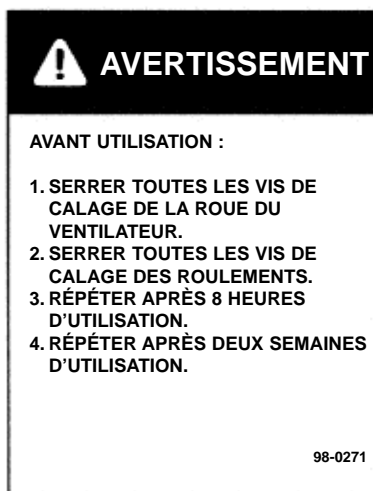 AVERTISSEMENT
AVANT UTILISATION :
1. SERRER TOUTES LES VIS DE
CALAGE DE LA ROUE DU
VENTILATEUR.
2. SERRER TOUTES LES VIS DE
CALAGE DES ROULEMENTS.
3. RÉPÉTER APRÈS 8 HEURES
D’UTILISATION.
4. RÉPÉTER APRÈS DEUX SEMAINES
D’UTILISATION.
98-0271